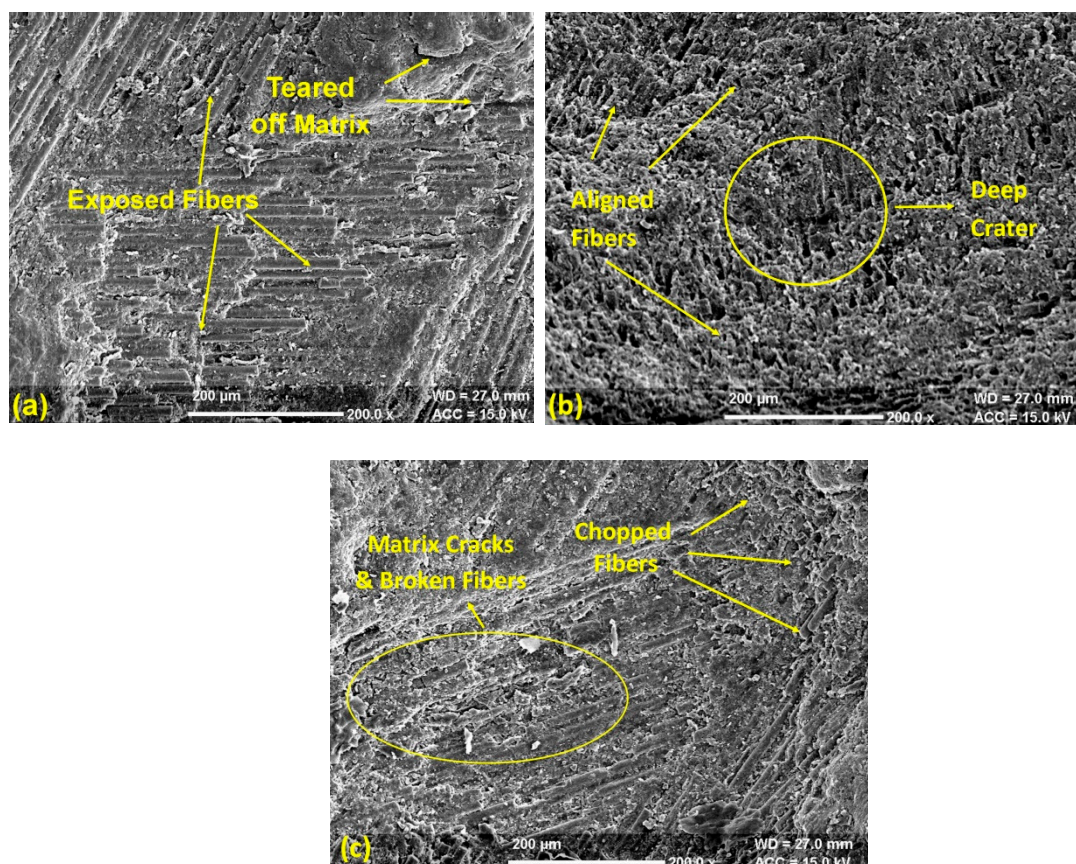 Teared
off Matrix
Exposed Fibers
200 µm
WD = 27.0 mm
(a)
200.0 x
ACC = 15.0 kV
Aligned
Fibers
Deep
Crater
200 µm
WD = 27.0 mm
(b)
200.0 x
ACC = 15.0 kV
Matrix Cracks
& Broken Fibers
Chopped
Fibers
200 µm
WD = 27.0 mm
(c)
200.0 x
ACC = 15.0 kV